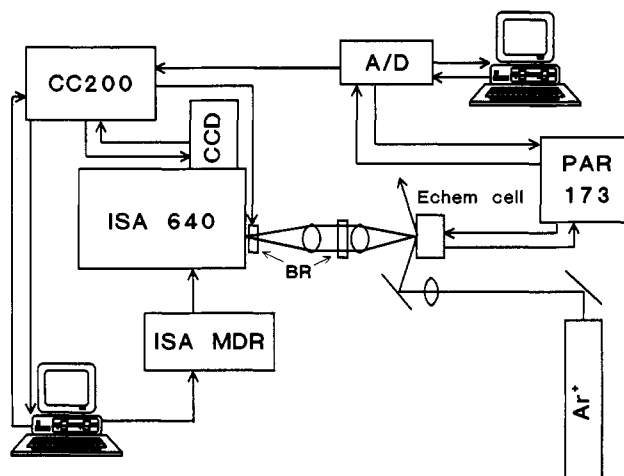 CC200
A/D
CCD
PAR
173
Echem cell
ISA 640
BR
ISA MDR
Ar⁺